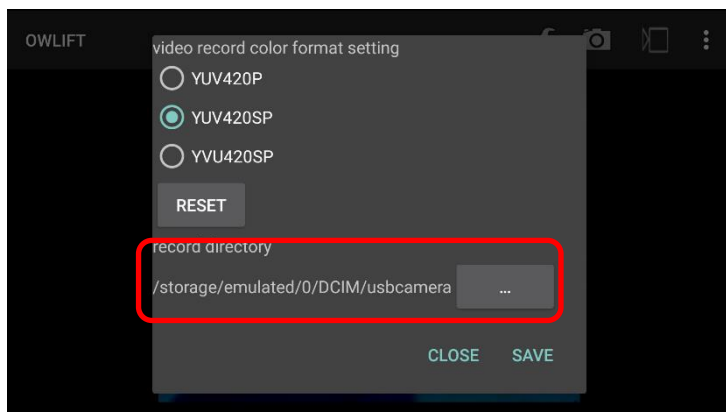 OWLIFT
video record color format setting
YUV420P
YUV420SP
YVU420SP
RESET
record directory
/storage/emulated/0/DCIM/usbcamera ...
CLOSE SAVE